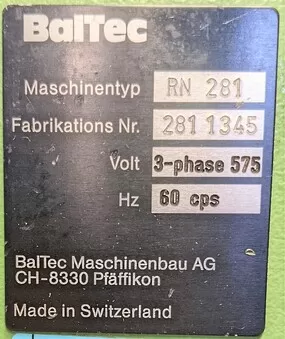 BalTec
Maschinentyp RN 281
Fabrikations Nr. 281 1345
Volt 3-phase 575
Hz 60 cps
BalTec Maschinenbau AG
CH-8330 Pfäffikon
Made in Switzerland